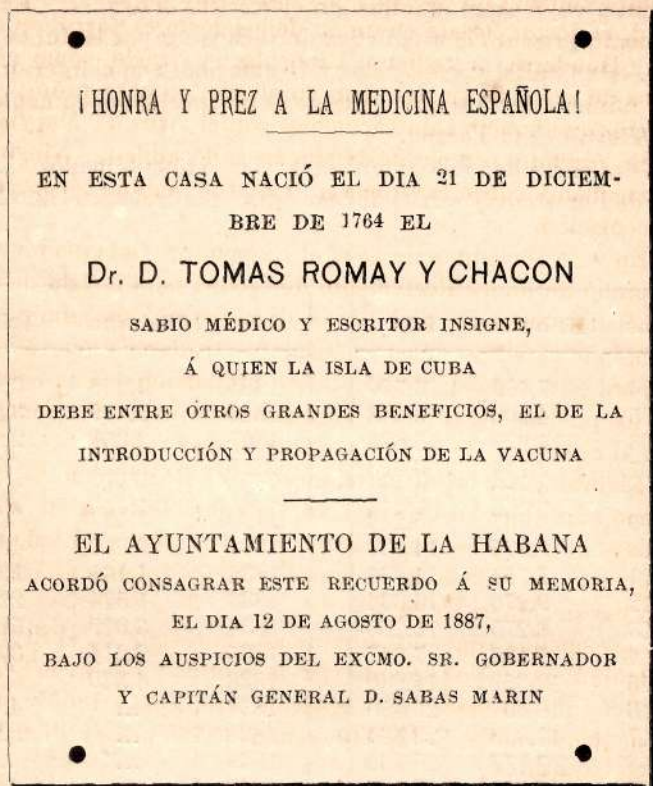 ¡HONRA Y PREZ A LA MEDICINA ESPAÑOLA!
EN ESTA CASA NACIÓ EL DIA 21 DE DICIEM-
BRE DE 1764 EL
Dr. D. TOMAS ROMAY Y CHACON
SABIO MÉDICO Y ESCRITOR INSIGNE,
Á QUIEN LA ISLA DE CUBA
DEBE ENTRE OTROS GRANDES BENEFICIOS, EL DE LA
INTRODUCCIÓN Y PROPAGACIÓN DE LA VACUNA
EL AYUNTAMIENTO DE LA HABANA
ACORDÓ CONSAGRAR ESTE RECUERDO Á SU MEMORIA,
EL DIA 12 DE AGOSTO DE 1887,
BAJO LOS AUSPICIOS DEL EXCMO. SR. GOBERNADOR
Y CAPITÁN GENERAL D. SABAS MARIN